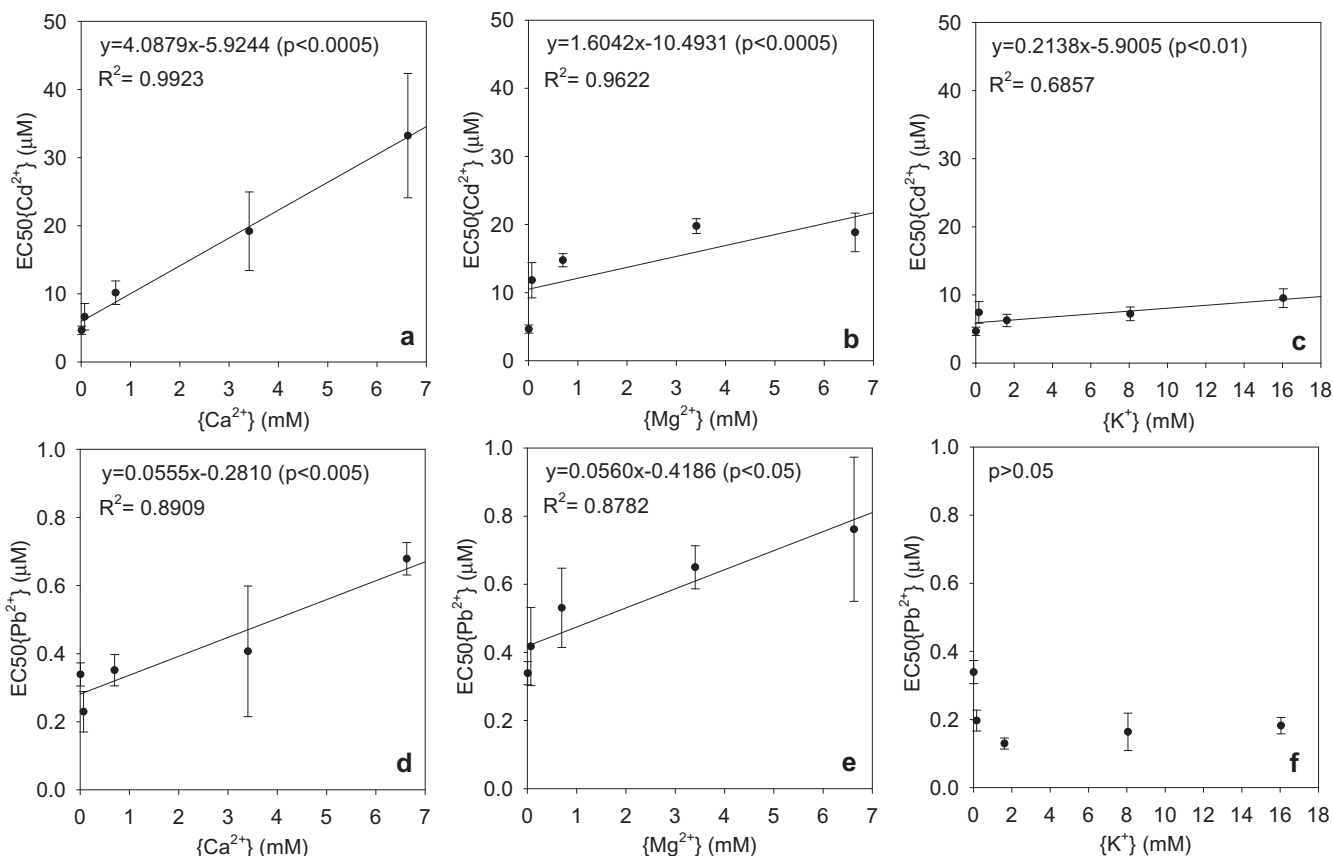 y=4.0879x-5.9244 (p<0.0005)
R²= 0.9923
EC50{Cd²⁺} (μM)
50
40
30
20
10
0
0 1 2 3 4 5 6 7
{Ca²⁺} (mM)
a
y=1.6042x-10.4931 (p<0.0005)
R²= 0.9622
EC50{Cd²⁺} (μM)
50
40
30
20
10
0
0 1 2 3 4 5 6 7
{Mg²⁺} (mM)
b
y=0.2138x-5.9005 (p<0.01)
R²= 0.6857
EC50{Cd²⁺} (μM)
50
40
30
20
10
0
0 2 4 6 8 10 12 14 16 18
{K⁺} (mM)
c
y=0.0555x-0.2810 (p<0.005)
R²= 0.8909
EC50{Pb²⁺} (μM)
1.0
0.8
0.6
0.4
0.2
0.0
0 1 2 3 4 5 6 7
{Ca²⁺} (mM)
d
y=0.0560x-0.4186 (p<0.05)
R²= 0.8782
EC50{Pb²⁺} (μM)
1.0
0.8
0.6
0.4
0.2
0.0
0 1 2 3 4 5 6 7
{Mg²⁺} (mM)
e
p>0.05
EC50{Pb²⁺} (μM)
1.0
0.8
0.6
0.4
0.2
0.0
0 2 4 6 8 10 12 14 16 18
{K⁺} (mM)
f